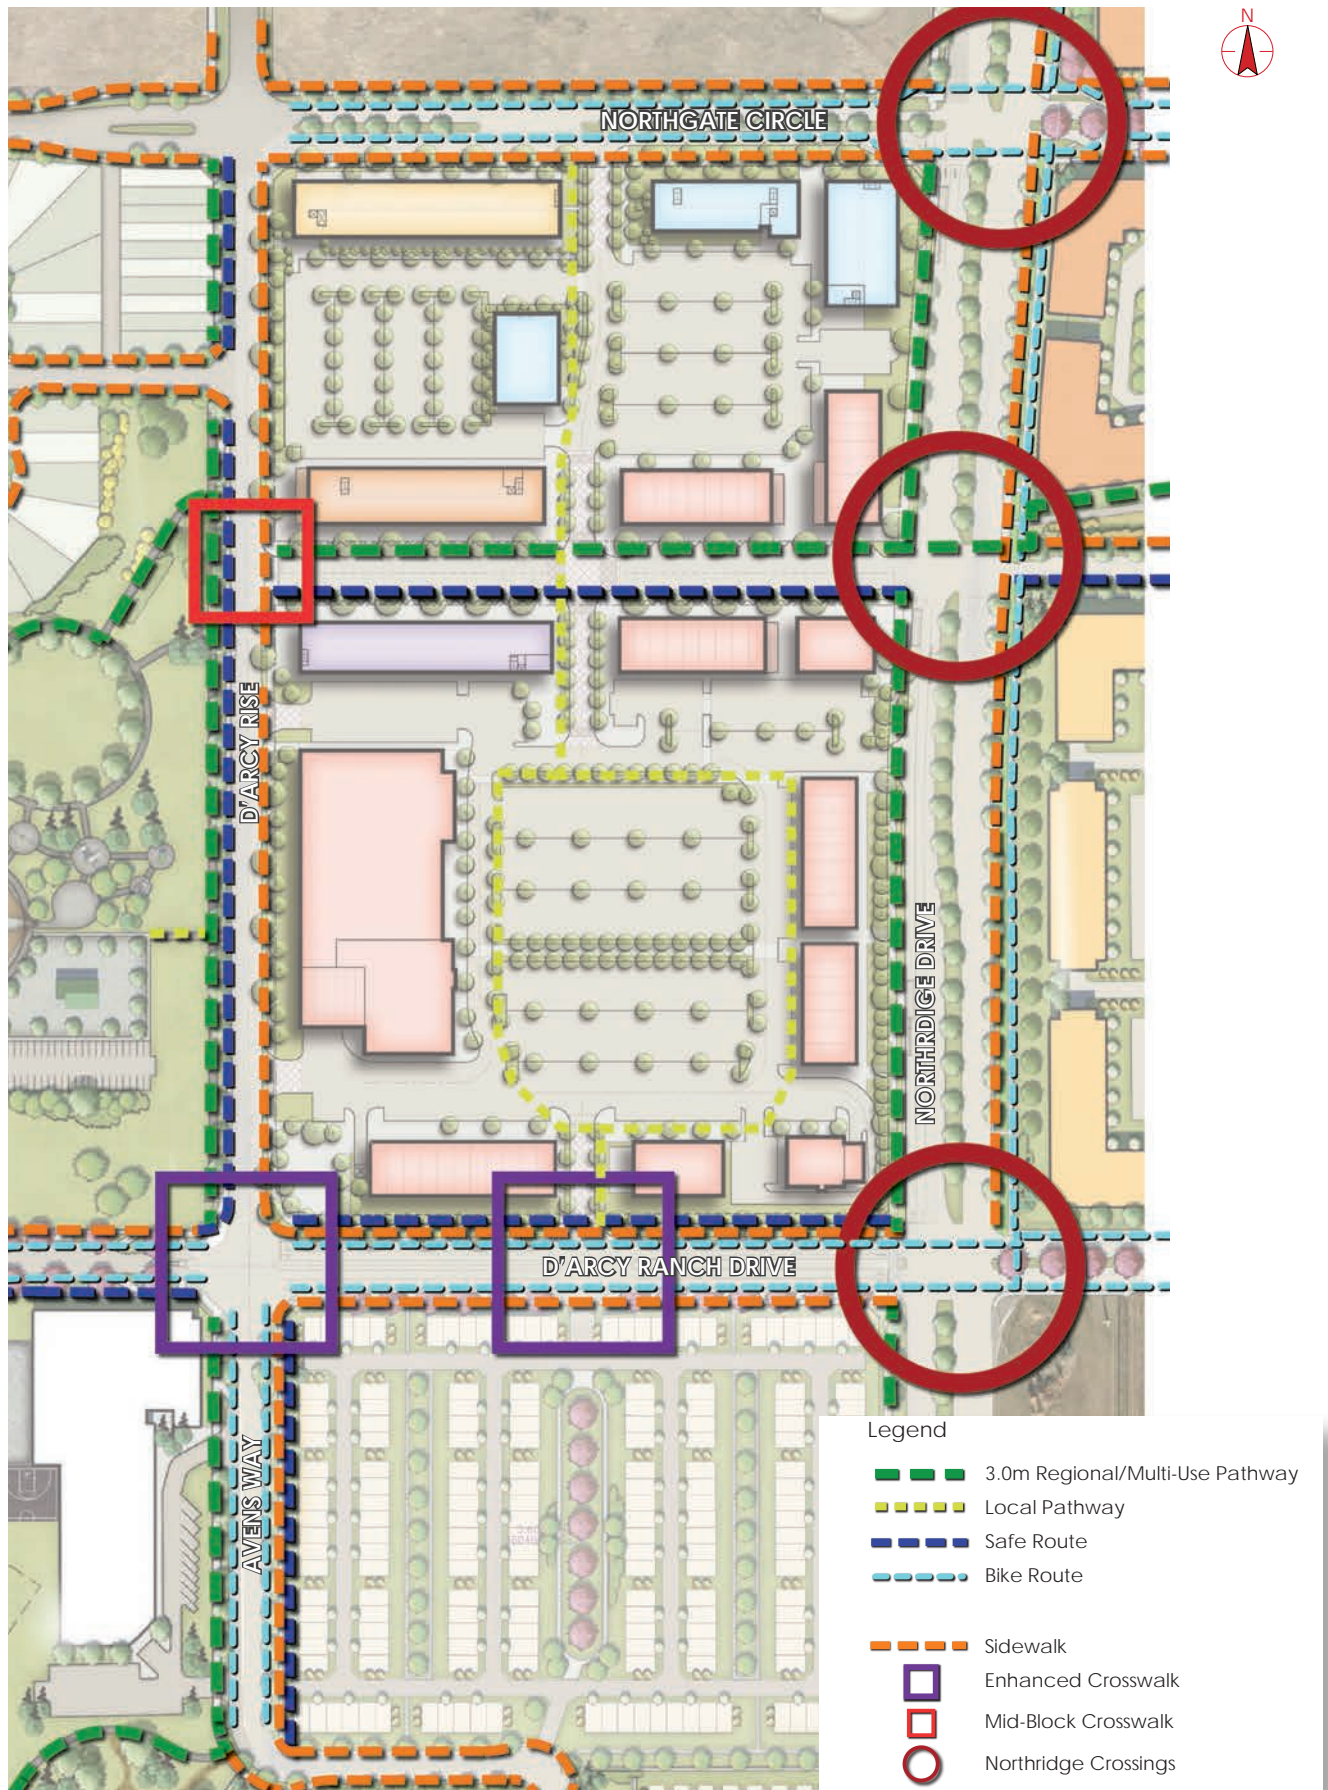 N
NORTHGATE CIRCLE
D'ARCY RISE
NORTHRDIGE DRIVE
D'ARCY RANCH DRIVE
AVENS WAY
Legend
3.0m Regional/Multi-Use Pathway
Local Pathway
Safe Route
Bike Route
Sidewalk
Enhanced Crosswalk
Mid-Block Crosswalk
Northridge Crossings